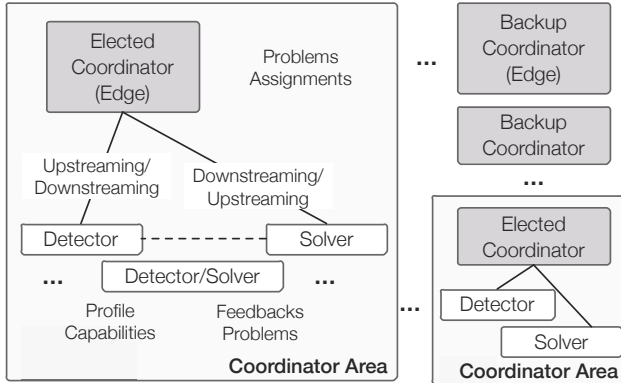 Elected
Coordinator
(Edge)
Problems
Assignments
Upstreaming/
Downstreaming
Downstreaming/
Upstreaming
Detector
Solver
...
Detector/Solver
...
Profile
Capabilities
Feedbacks
Problems
Coordinator Area
...
Backup
Coordinator
(Edge)
Backup
Coordinator
...
...
Elected
Coordinator
Detector
Solver
Coordinator Area